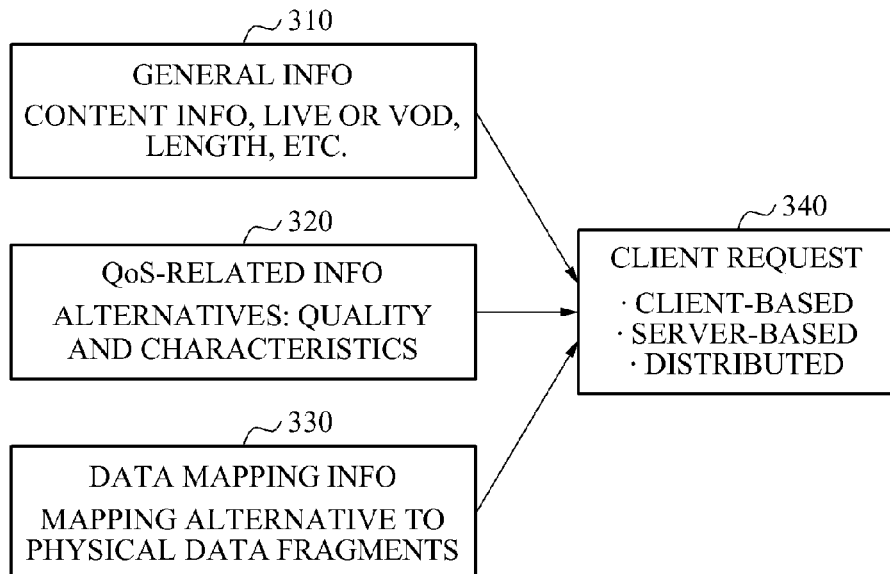 310
GENERAL INFO
CONTENT INFO, LIVE OR VOD,
LENGTH, ETC.
320
QoS-RELATED INFO
ALTERNATIVES: QUALITY
AND CHARACTERISTICS
330
DATA MAPPING INFO
MAPPING ALTERNATIVE TO
PHYSICAL DATA FRAGMENTS
340
CLIENT REQUEST
· CLIENT-BASED
· SERVER-BASED
· DISTRIBUTED